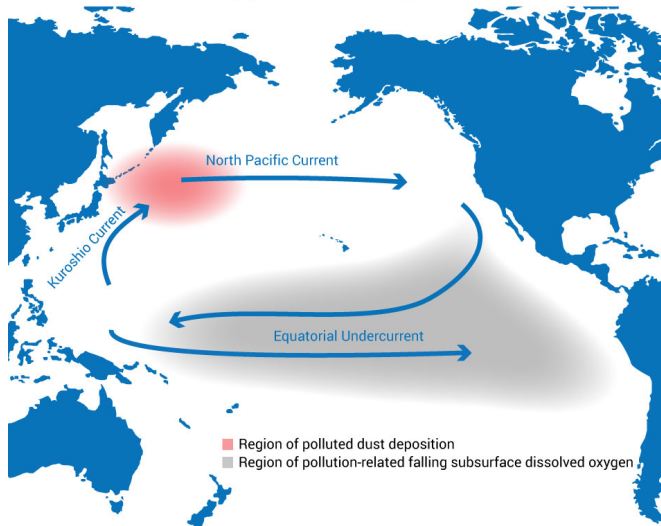 North Pacific Current
Kuroshio Current
Equatorial Undercurrent
Region of polluted dust deposition
Region of pollution-related falling subsurface dissolved oxygen